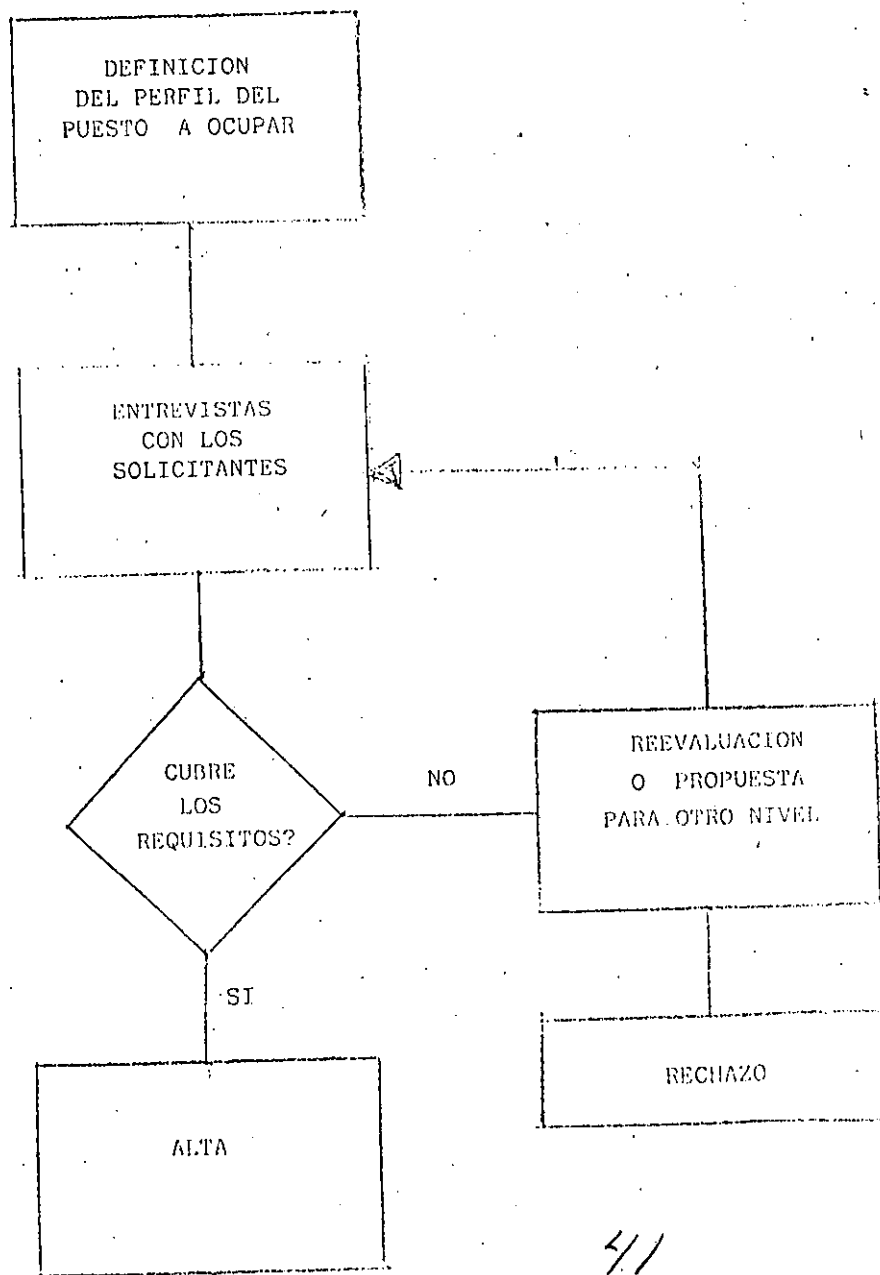 DEFINICION
DEL PERFIL DEL
PUESTO A OCUPAR
ENTREVISTAS
CON LOS
SOLICITANTES
CUBRE
LOS
REQUISITOS?
NO
REEVALUACION
O PROPUESTA
PARA OTRO NIVEL
SI
RECHAZO
ALTA
41